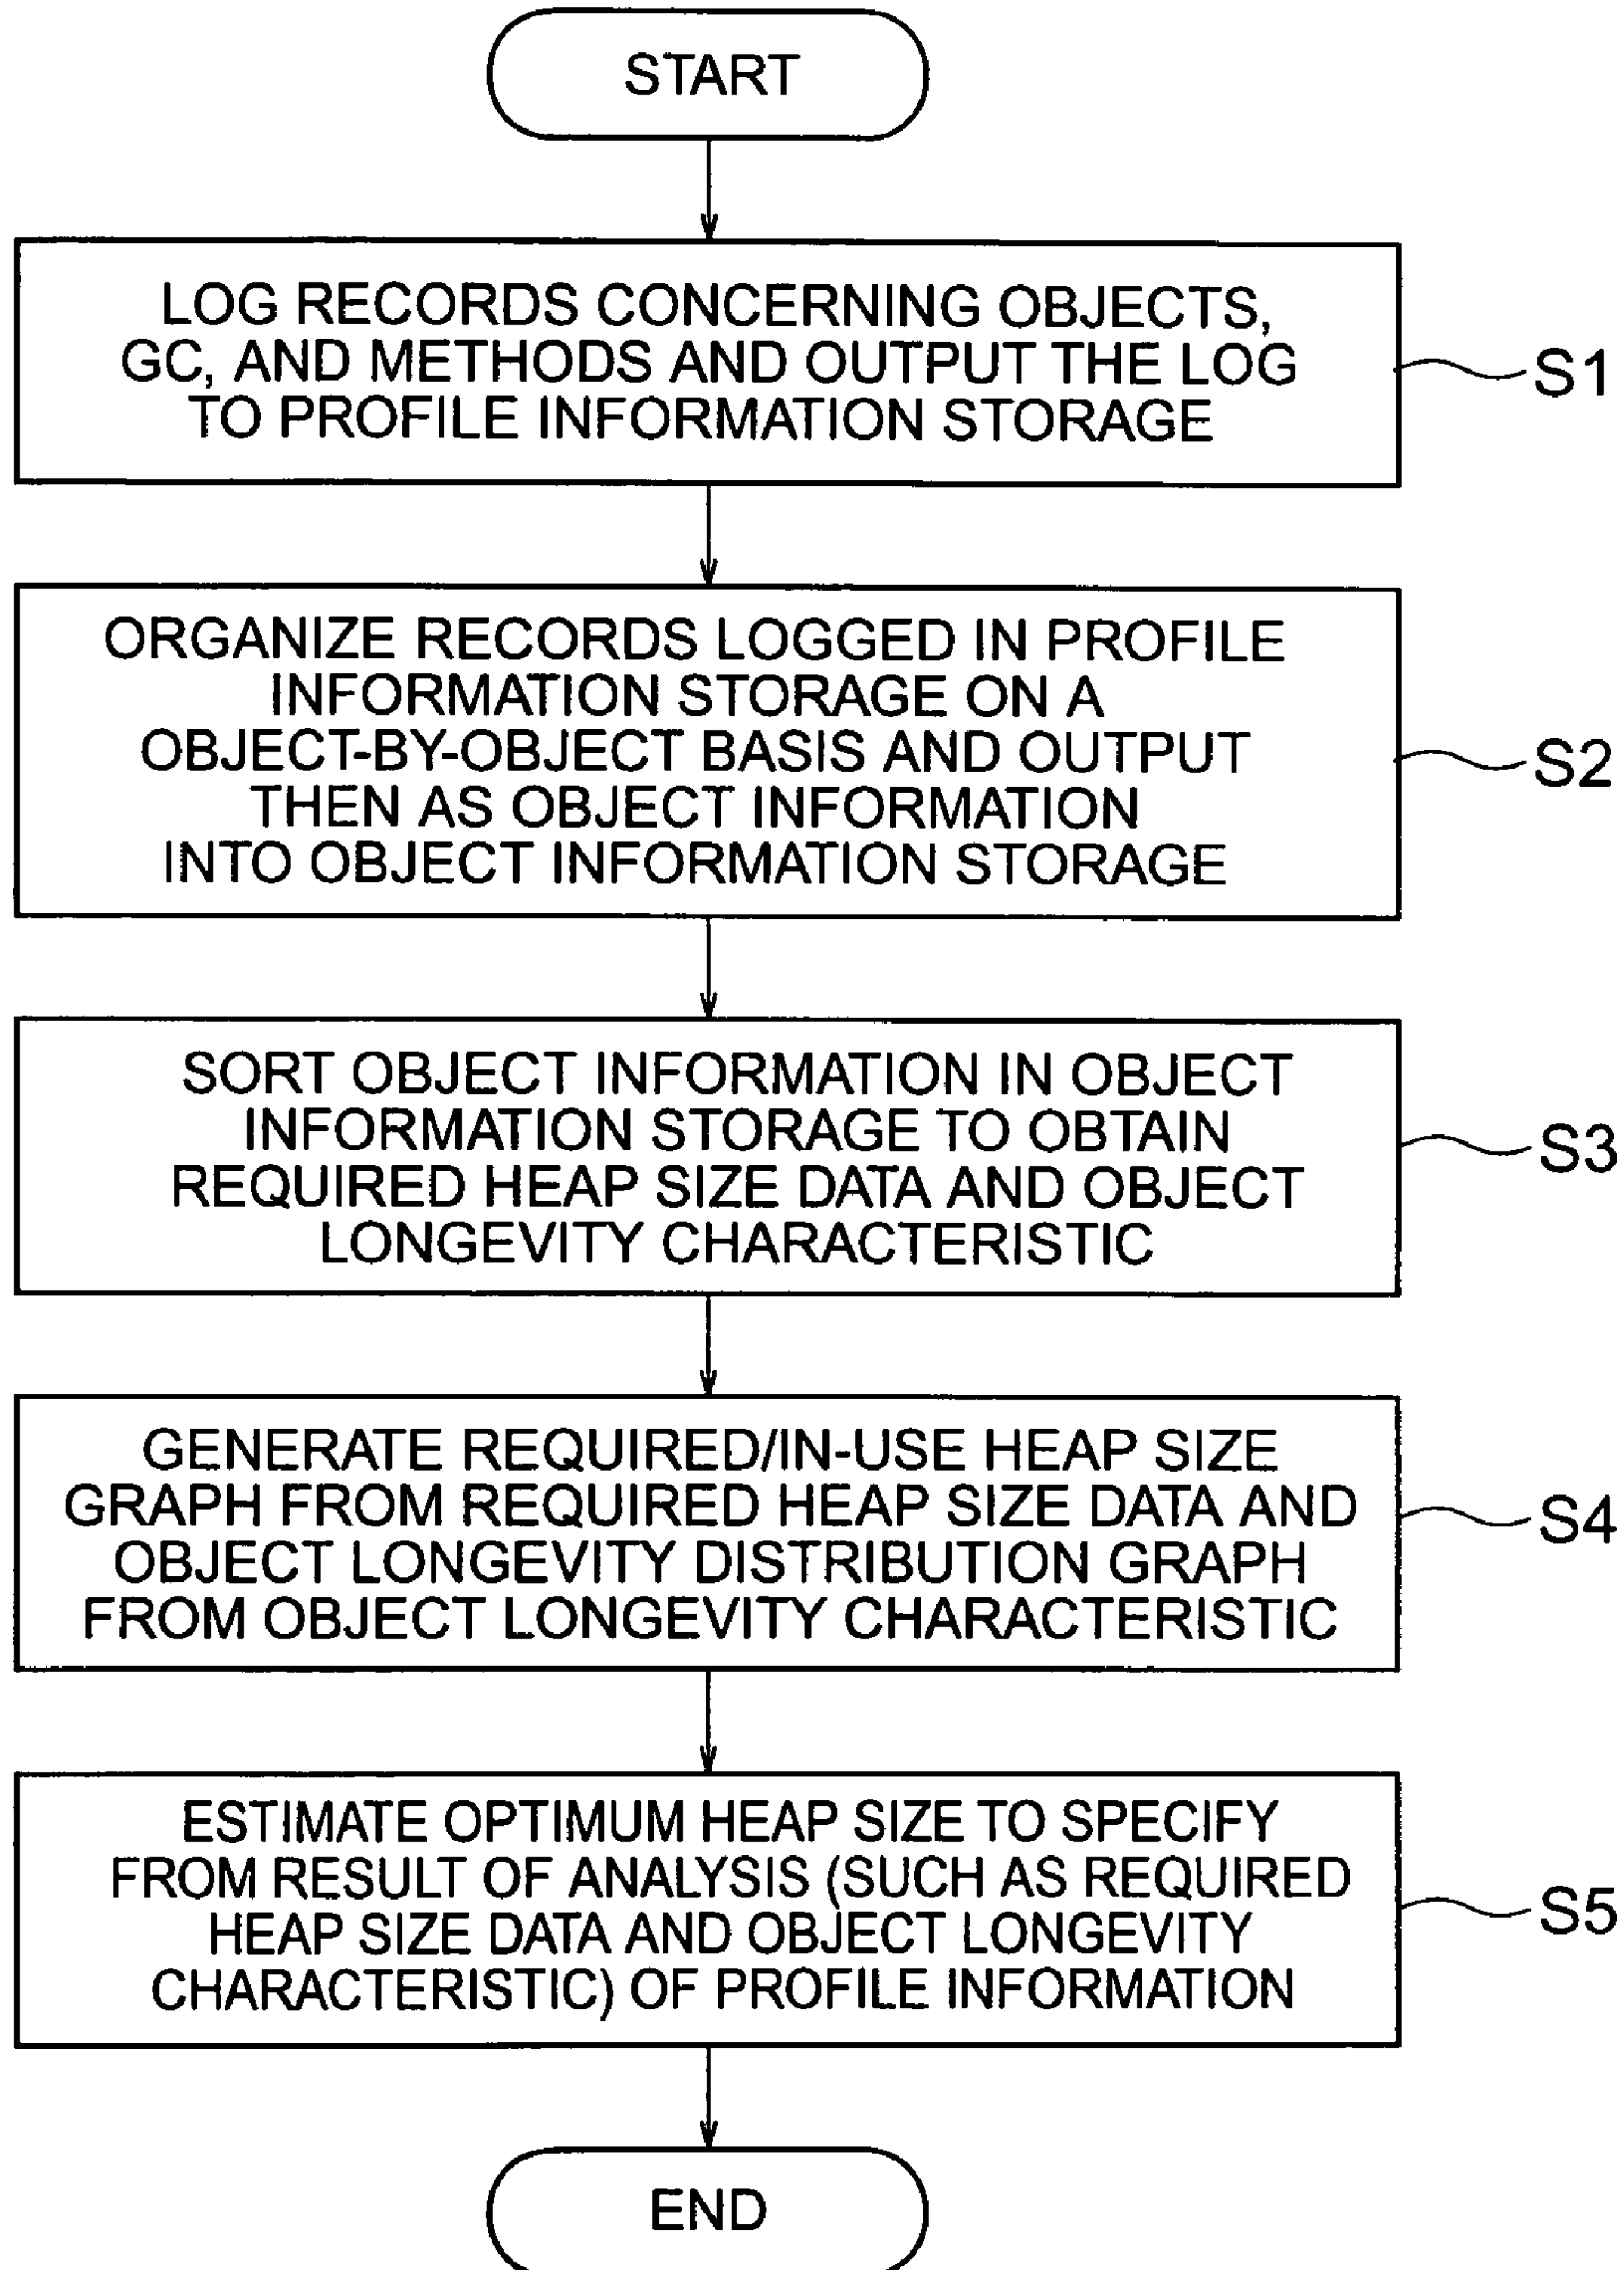 START
LOG RECORDS CONCERNING OBJECTS,
GC, AND METHODS AND OUTPUT THE LOG
TO PROFILE INFORMATION STORAGE
S1
ORGANIZE RECORDS LOGGED IN PROFILE
INFORMATION STORAGE ON A
OBJECT-BY-OBJECT BASIS AND OUTPUT
THEN AS OBJECT INFORMATION
INTO OBJECT INFORMATION STORAGE
S2
SORT OBJECT INFORMATION IN OBJECT
INFORMATION STORAGE TO OBTAIN
REQUIRED HEAP SIZE DATA AND OBJECT
LONGEVITY CHARACTERISTIC
S3
GENERATE REQUIRED/IN-USE HEAP SIZE
GRAPH FROM REQUIRED HEAP SIZE DATA AND
OBJECT LONGEVITY DISTRIBUTION GRAPH
FROM OBJECT LONGEVITY CHARACTERISTIC
S4
ESTIMATE OPTIMUM HEAP SIZE TO SPECIFY
FROM RESULT OF ANALYSIS (SUCH AS REQUIRED
HEAP SIZE DATA AND OBJECT LONGEVITY
CHARACTERISTIC) OF PROFILE INFORMATION
S5
END